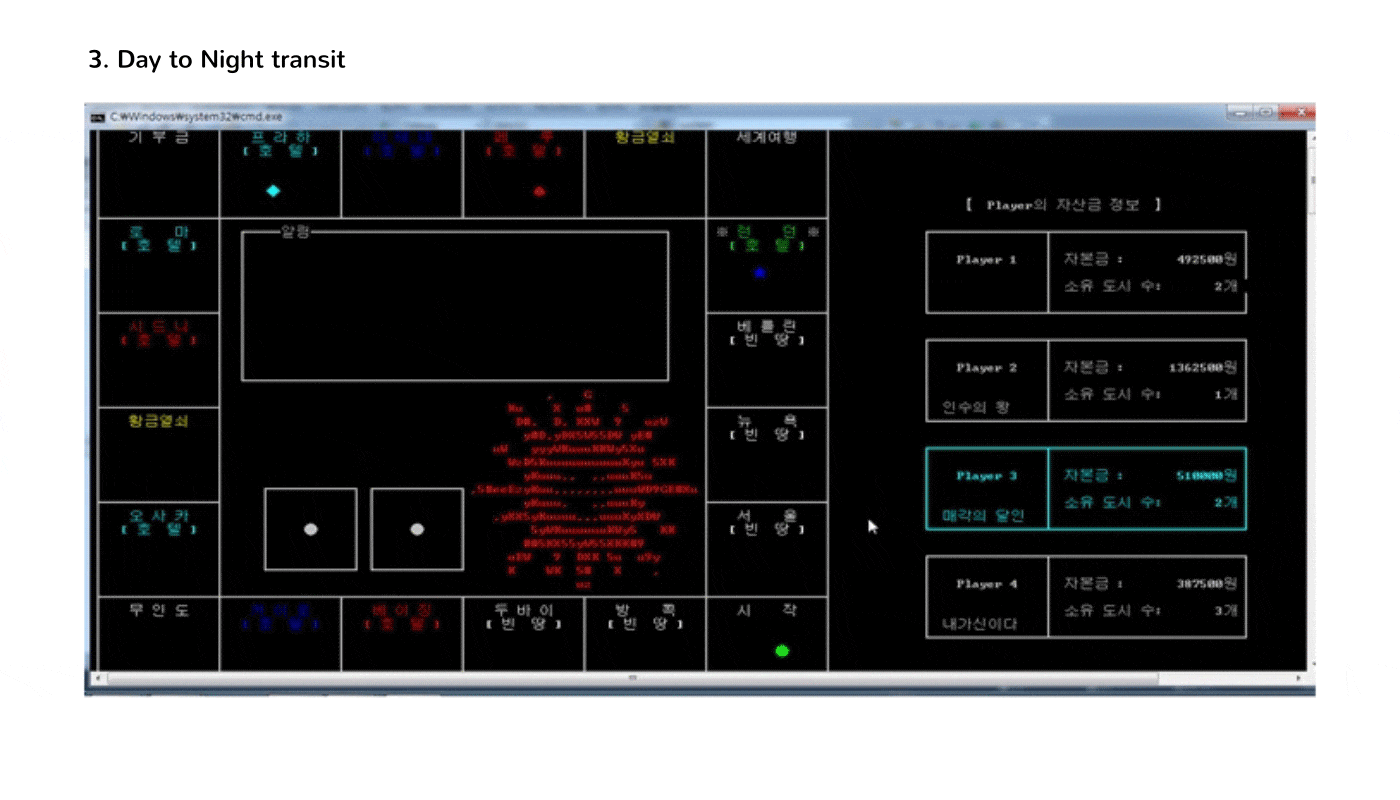 3. Day to Night transit
C:₩Windows₩system32₩cmd.exe
기 부 금
프 라 하
[ 호 텔 ]
[ 호 텔 ]
[ 호 텔 ]
황금열쇠
세계여행
로 마
[ 호 텔 ]
알림
※ 런 던 ※
[ 호 텔 ]
시 드 니
[ 호 텔 ]
베 를 린
[ 빈 땅 ]
황금열쇠
뉴 욕
[ 빈 땅 ]
오 사 카
[ 호 텔 ]
서 울
[ 빈 땅 ]
무 인 도
[ 호 텔 ]
베 이 징
[ 호 텔 ]
두 바 이
[ 빈 땅 ]
방 콕
[ 빈 땅 ]
시 작
[ Player의 자산금 정보 ]
Player 1
자본금 : 492500원
소유 도시 수: 2개
Player 2
자본금 : 1362500원
인수의 왕
소유 도시 수: 1개
Player 3
자본금 : 510000원
매각의 달인
소유 도시 수: 2개
Player 4
자본금 : 387500원
내가신이다
소유 도시 수: 3개